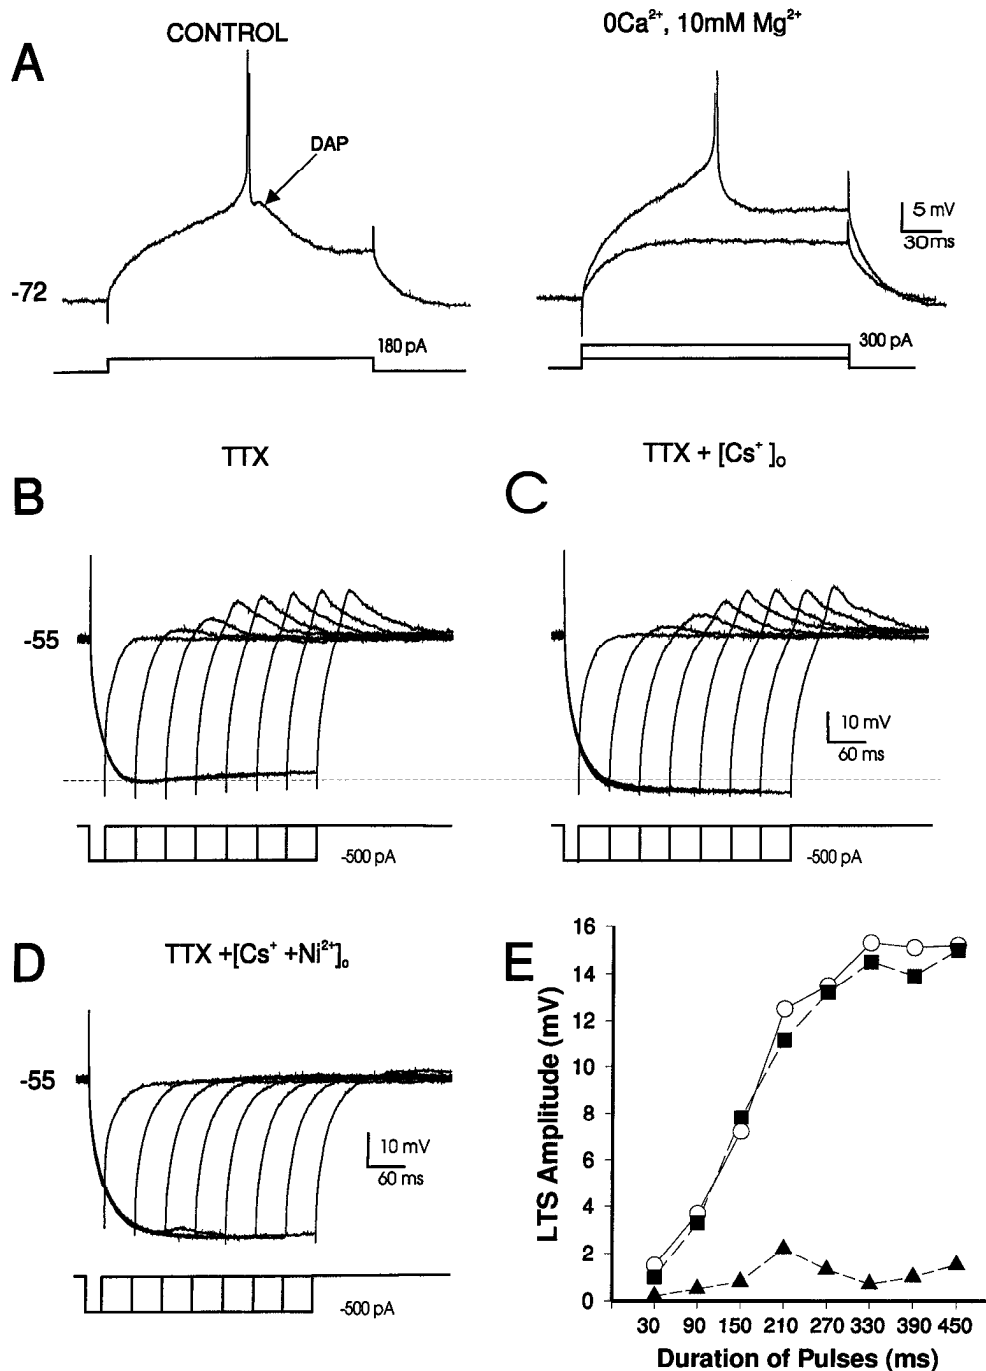 A
CONTROL
DAP
-72
180 pA
0Ca²⁺, 10mM Mg²⁺
5 mV
30ms
300 pA
B
TTX
-55
-500 pA
C
TTX + [Cs⁺ ]ₒ
10 mV
60 ms
-500 pA
D
TTX +[Cs⁺ +Ni²⁺]ₒ
-55
10 mV
60 ms
-500 pA
E
LTS Amplitude (mV)
16
14
12
10
8
6
4
2
0
30 90 150 210 270 330 390 450
Duration of Pulses (ms)